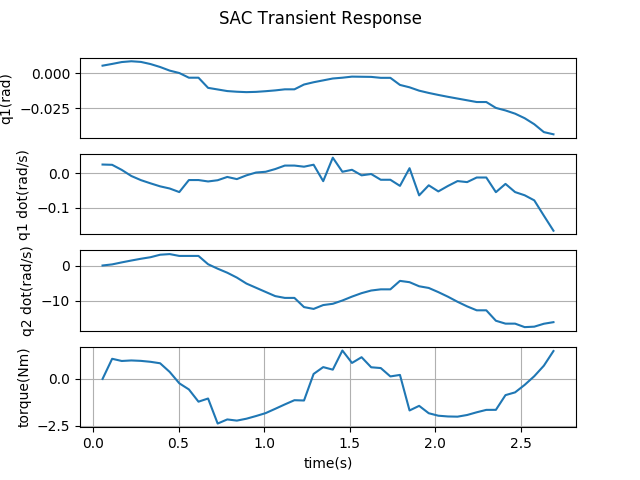 SAC Transient Response
q1(rad)
0.000
−0.025
q1 dot(rad/s)
0.0
−0.1
q2 dot(rad/s)
0
−10
torque(Nm)
0.0
−2.5
0.0 0.5 1.0 1.5 2.0 2.5
time(s)